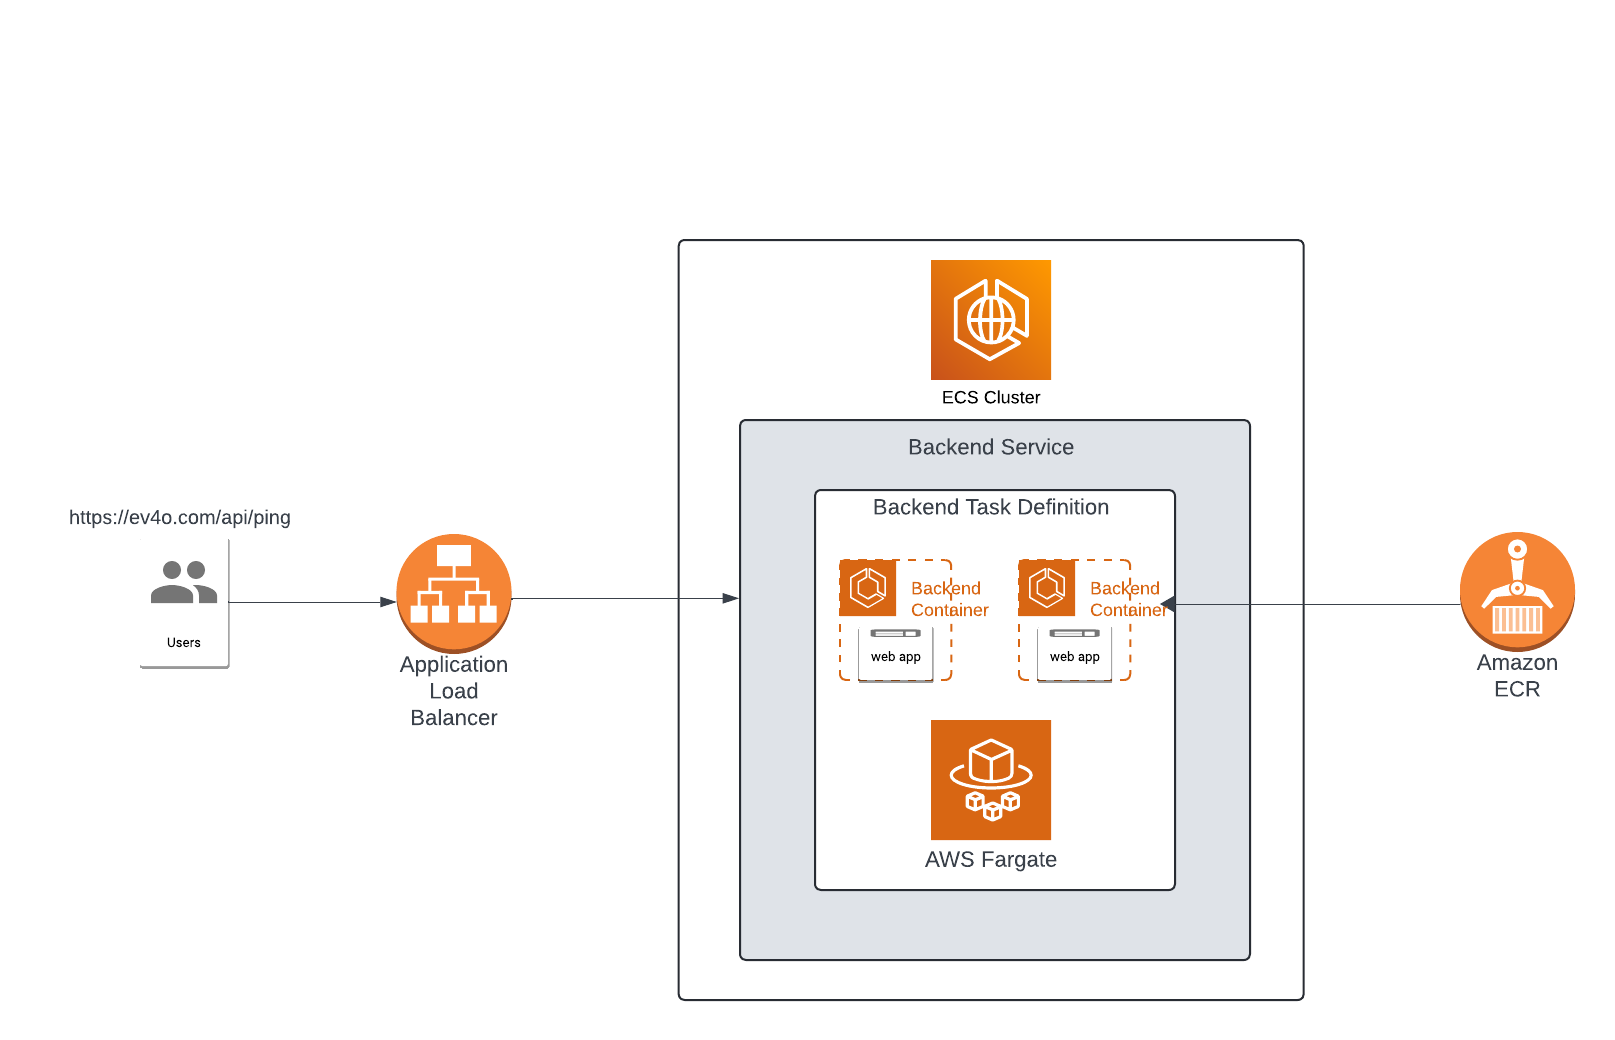 https://ev4o.com/api/ping
Users
Application
Load
Balancer
ECS Cluster
Backend Service
Backend Task Definition
Backend
Container
web app
Backend
Container
web app
AWS Fargate
Amazon
ECR